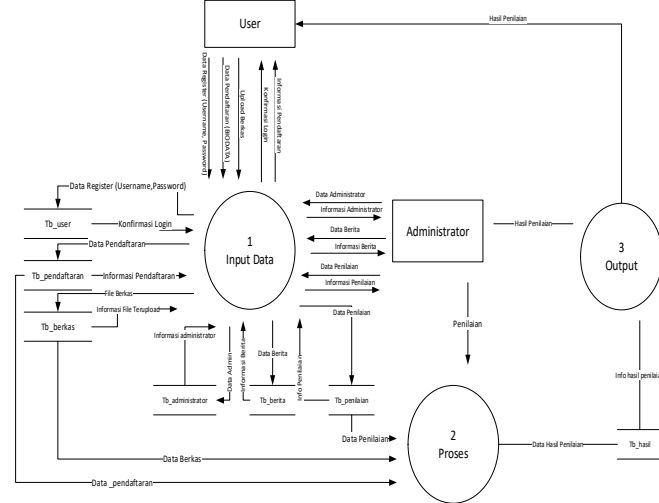 User
Hasil Penilaian
Data Register (Username, Password)
Data Pendaftaran (BIODATA)
Upload Berkas
Konfirmasi Login
Informasi Pendaftaran
Data Register (Username,Password)
Tb_user
Konfirmasi Login
Data Pendaftaran
Tb_pendaftaran
Informasi Pendaftaran
File Berkas
Informasi File Terupload
Tb_berkas
1
Input Data
Data Administrator
Informasi Administrator
Data Berita
Informasi Berita
Data Penilaian
Informasi Penilaian
Administrator
Hasil Penilaian
3
Output
Data Penilaian
Penilaian
Informasi administrator
Data Admin
Informasi Berita
Data Berita
Info Penilaian
Info hasil penilaian
Tb_administrator
Tb_berita
Tb_penilaian
Data Penilaian
2
Proses
Data Hasil Penilaian
Tb_hasil
Data Berkas
Data _pendaftaran